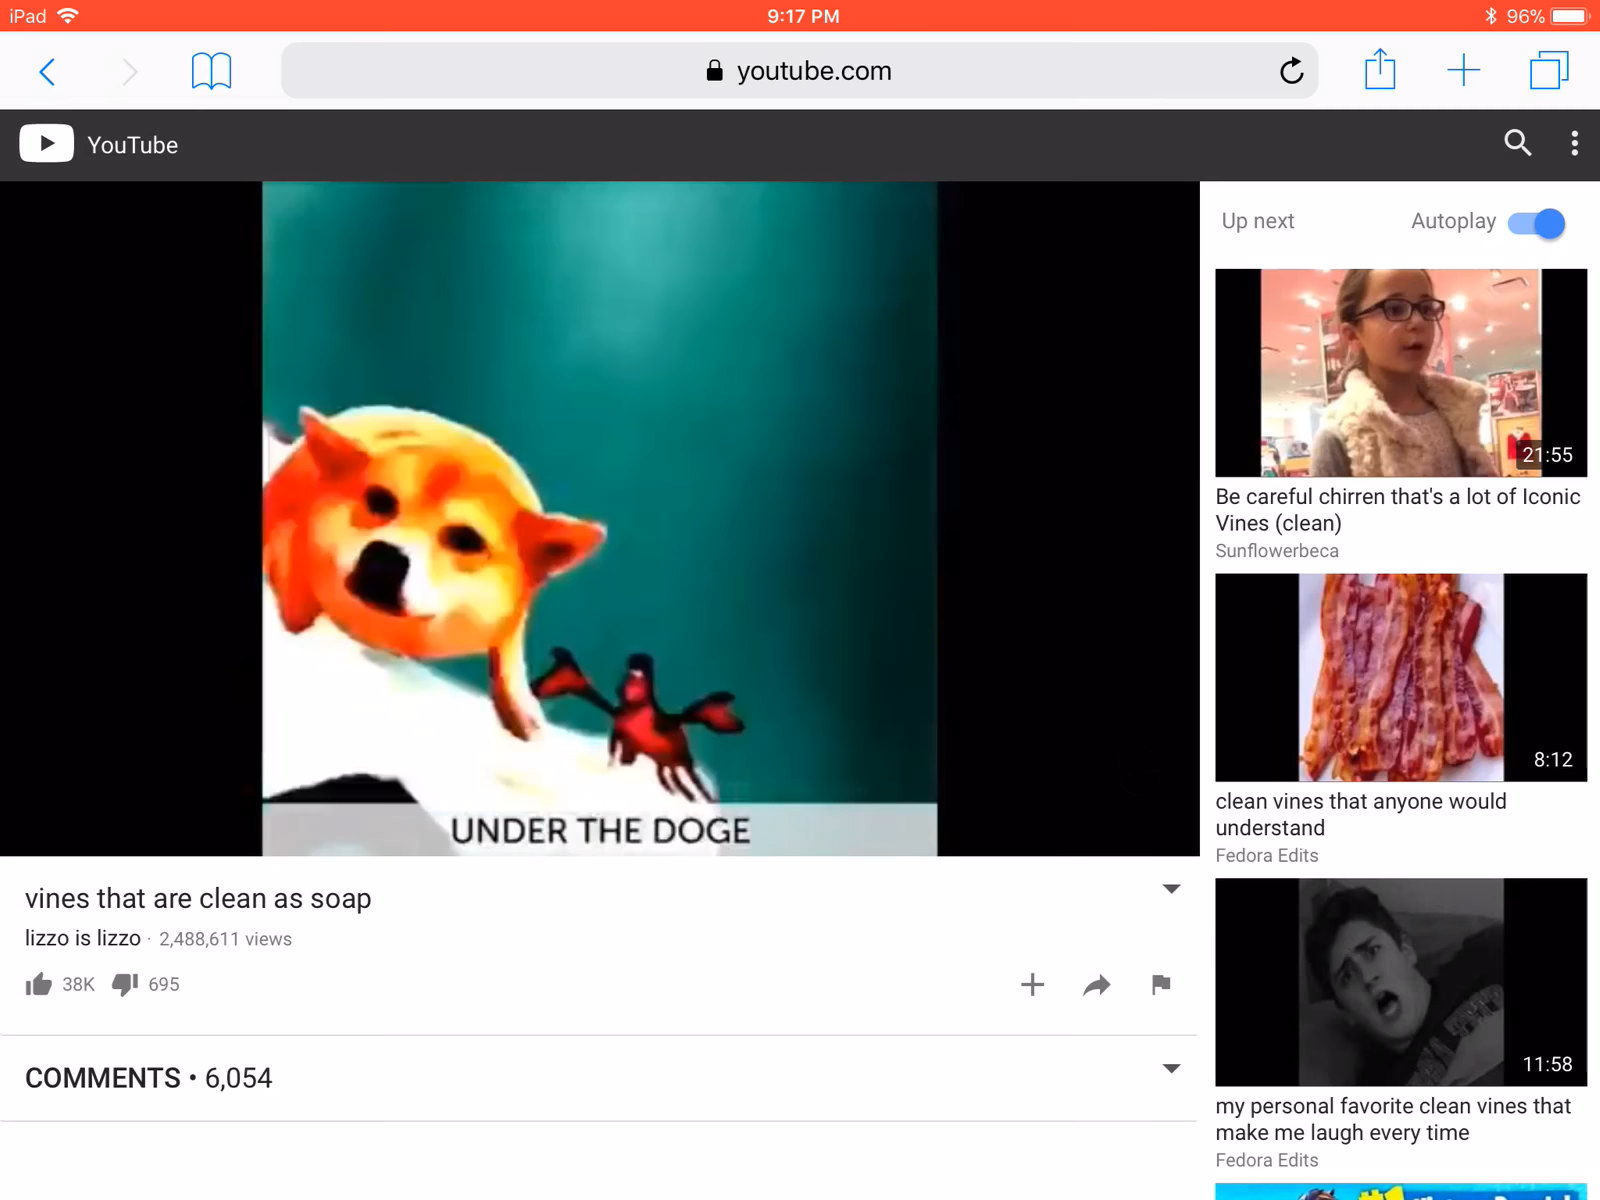 iPad
9:17 PM
96%
youtube.com
YouTube
Up next
Autoplay
21:55
Be careful chirren that's a lot of Iconic
Vines (clean)
Sunflowerbeca
8:12
clean vines that anyone would
understand
Fedora Edits
11:58
my personal favorite clean vines that
make me laugh every time
Fedora Edits
UNDER THE DOGE
vines that are clean as soap
lizzo is lizzo · 2,488,611 views
38K
695
COMMENTS • 6,054